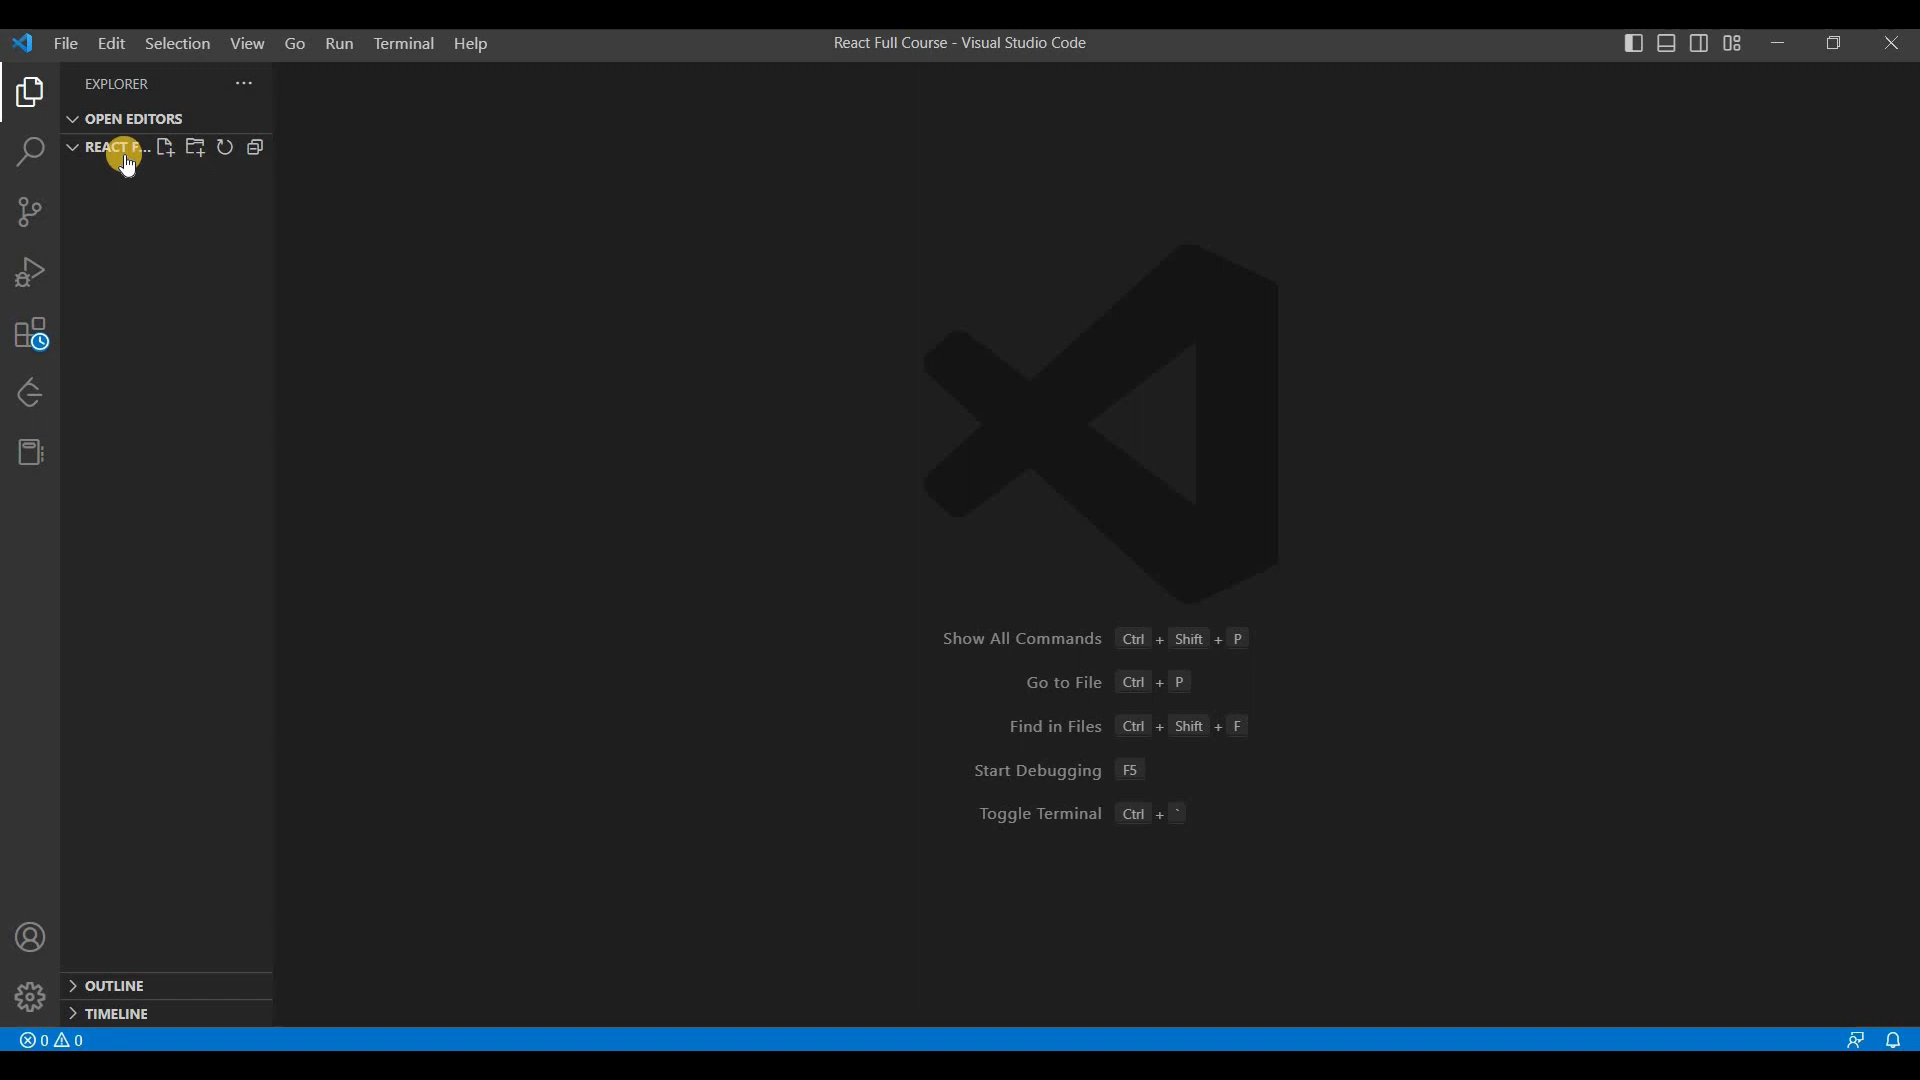 File Edit Selection View Go Run Terminal Help
React Full Course - Visual Studio Code
EXPLORER
OPEN EDITORS
REACT F...
Show All Commands Ctrl + Shift + P
Go to File Ctrl + P
Find in Files Ctrl + Shift + F
Start Debugging F5
Toggle Terminal Ctrl + `
OUTLINE
TIMELINE
0 0